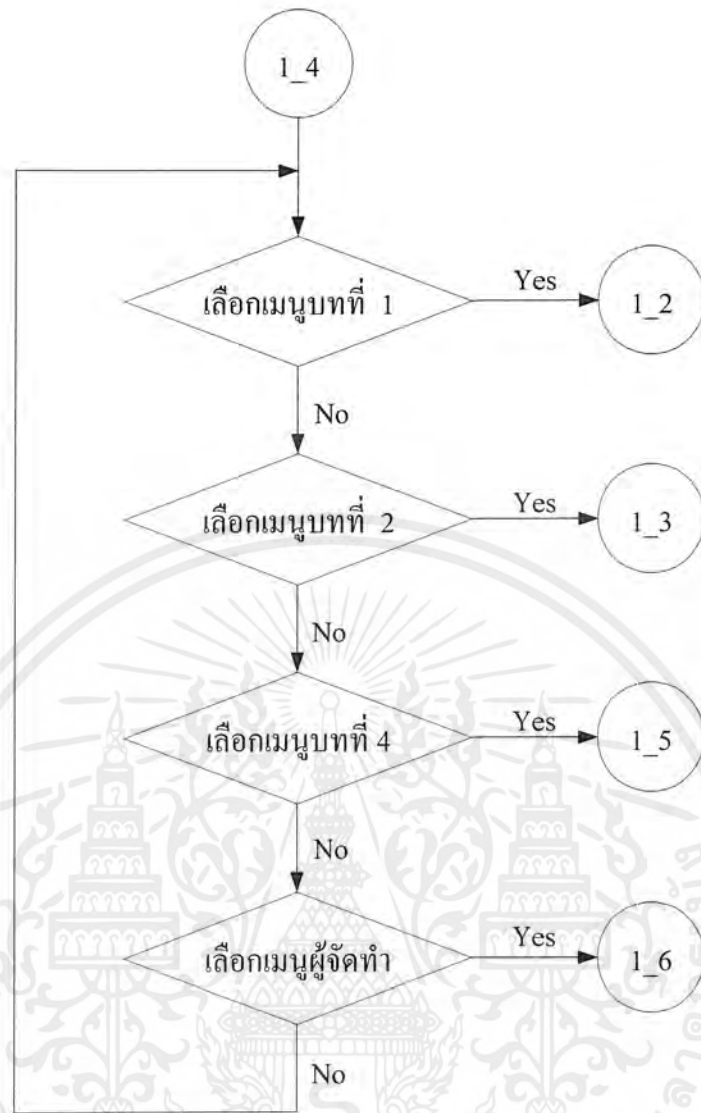 1_4
เลือกเมนูบทที่ 1
Yes
1_2
No
เลือกเมนูบทที่ 2
Yes
1_3
No
เลือกเมนูบทที่ 4
Yes
1_5
No
เลือกเมนูผู้จัดทำ
Yes
1_6
No